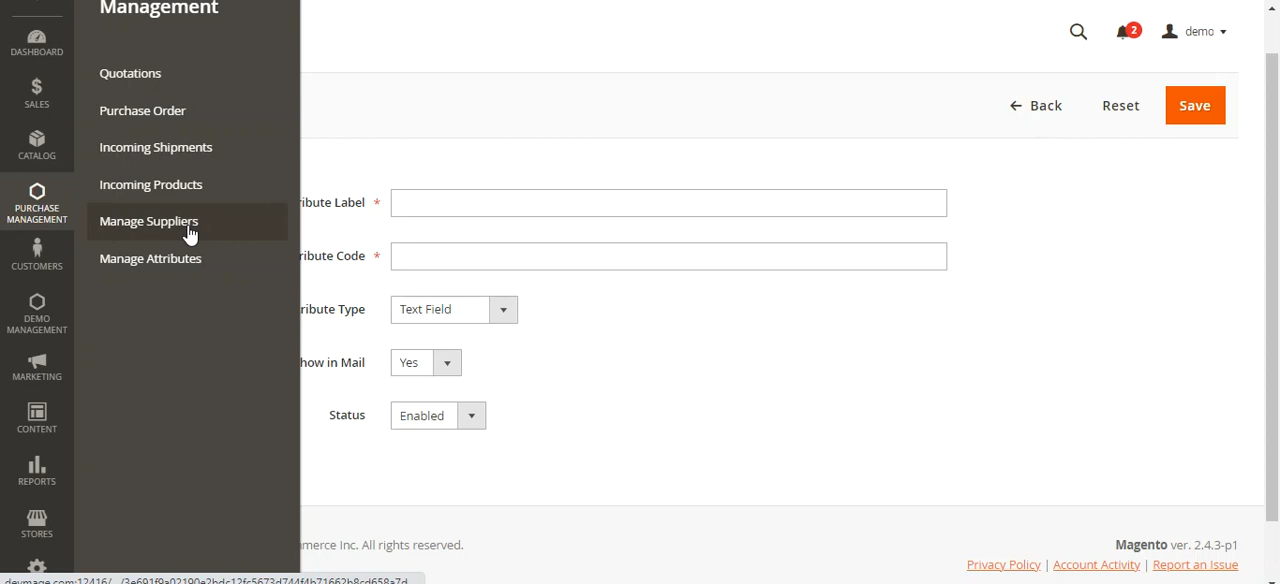 Management
DASHBOARD
SALES
CATALOG
PURCHASE
MANAGEMENT
CUSTOMERS
DEMO
MANAGEMENT
MARKETING
CONTENT
REPORTS
STORES
Quotations
Purchase Order
Incoming Shipments
Incoming Products
Manage Suppliers
Manage Attributes
2
demo
Back
Reset
Save
ribute Label *
ribute Code *
ribute Type
Text Field
how in Mail
Yes
Status
Enabled
merce Inc. All rights reserved.
Magento ver. 2.4.3-p1
Privacy Policy | Account Activity | Report an Issue